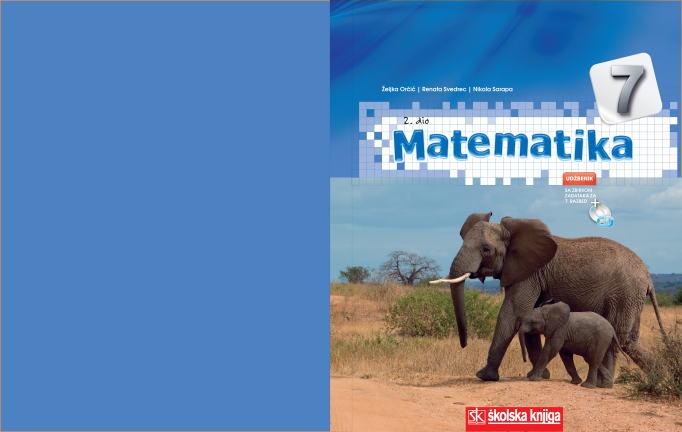 Željka Orčić | Renata Svedrec | Nikola Sarapa
7
2. dio
Matematika
UDŽBENIK
SA ZBIRKOM
ZADATAKA ZA
7. RAZRED
šk školska knjiga